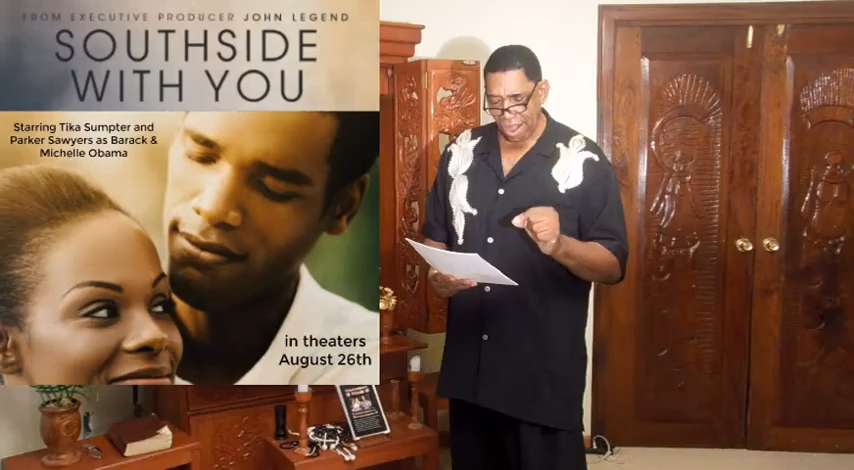 FROM EXECUTIVE PRODUCER JOHN LEGEND
SOUTHSIDE
WITH YOU
Starring Tika Sumpter and
Parker Sawyers as Barack &
Michelle Obama
in theaters
August 26th